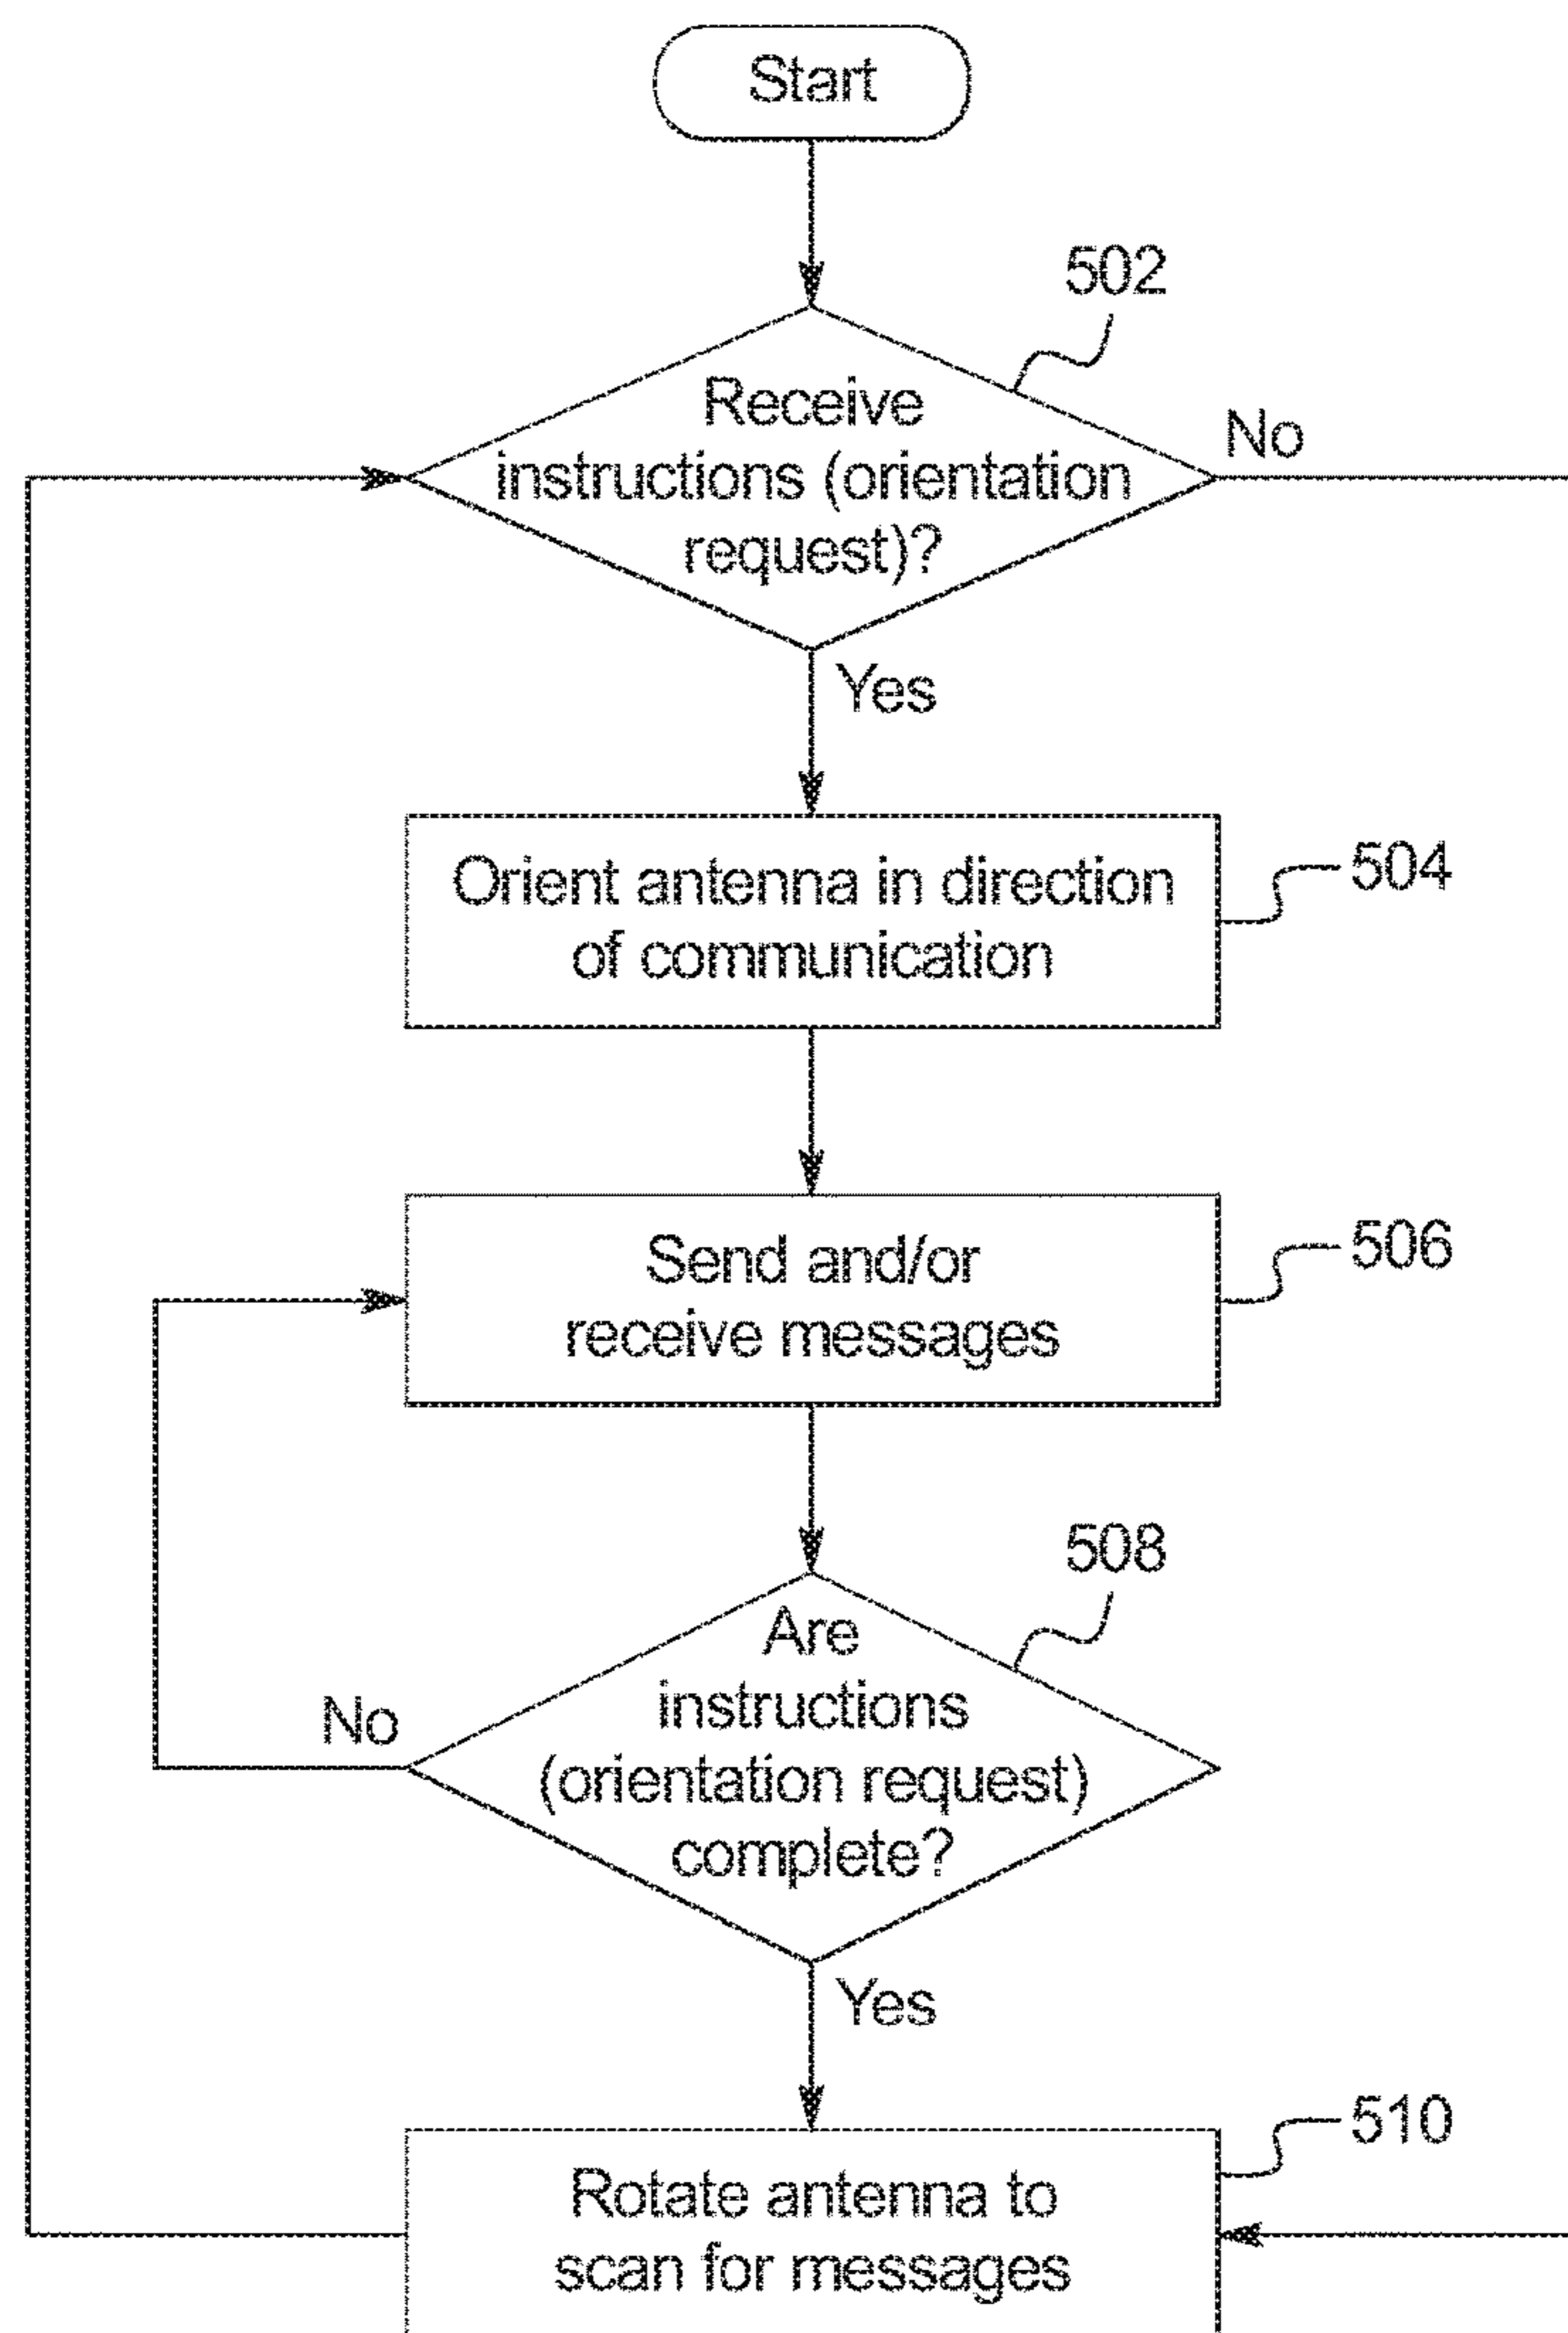 Start
502
Receive
instructions (orientation
request)?
No
Yes
Orient antenna in direction
of communication
504
Send and/or
receive messages
506
508
Are
instructions
(orientation request)
complete?
No
Yes
510
Rotate antenna to
scan for messages